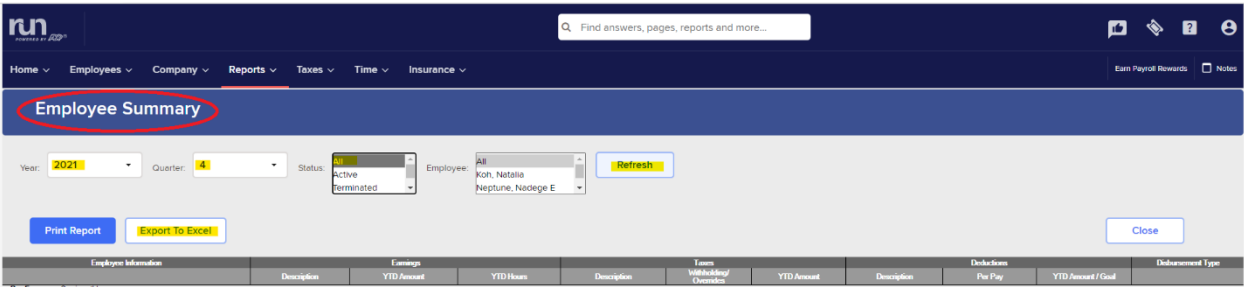 run
POWERED BY ADP®
Find answers, pages, reports and more...
Home Employees Company Reports Taxes Time Insurance
Earn Payroll Rewards Notes
Employee Summary
Year: 2021 Quarter: 4 Status: All Employee: All Refresh
Active Koh, Natalia
Terminated Neptune, Nadege E
Print Report Export To Excel Close
Employee Information Earnings Taxes Deductions Disbursement Type
Description YTD Amount YTD Hours Description Withholding/ YTD Amount Description Per Pay YTD Amount / Goal
Overrides